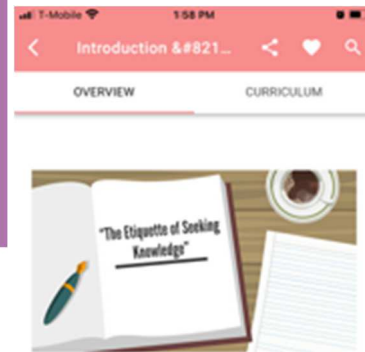 T-Mobile 1:58 PM
Introduction &#821...
OVERVIEW CURRICULUM
"The Etiquette of Seeking
Knowledge"